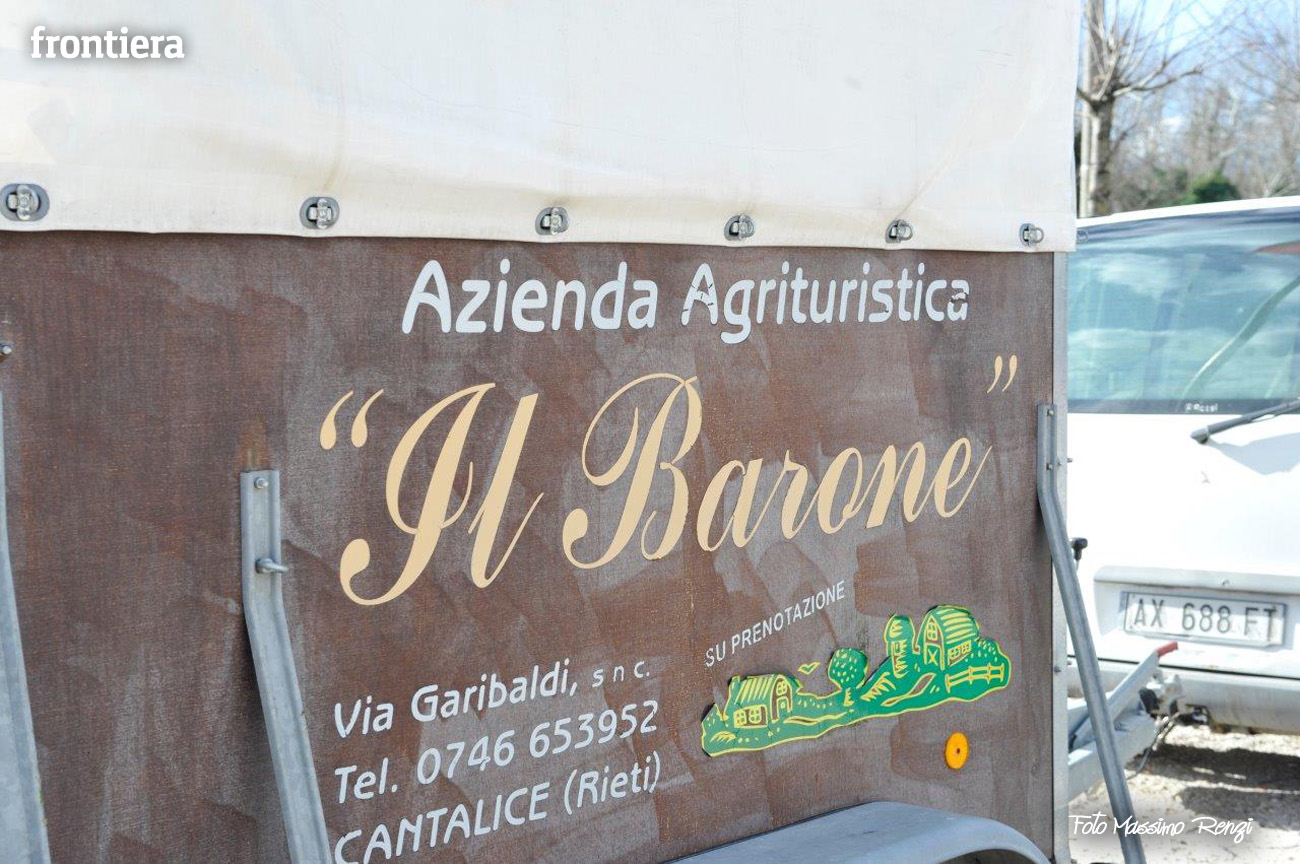 frontiera
Azienda Agrituristica
“Il Barone”
SU PRENOTAZIONE
Via Garibaldi, snc.
Tel. 0746 653952
CANTALICE (Rieti)
AX 688 FT
Foto Massimo Renzi